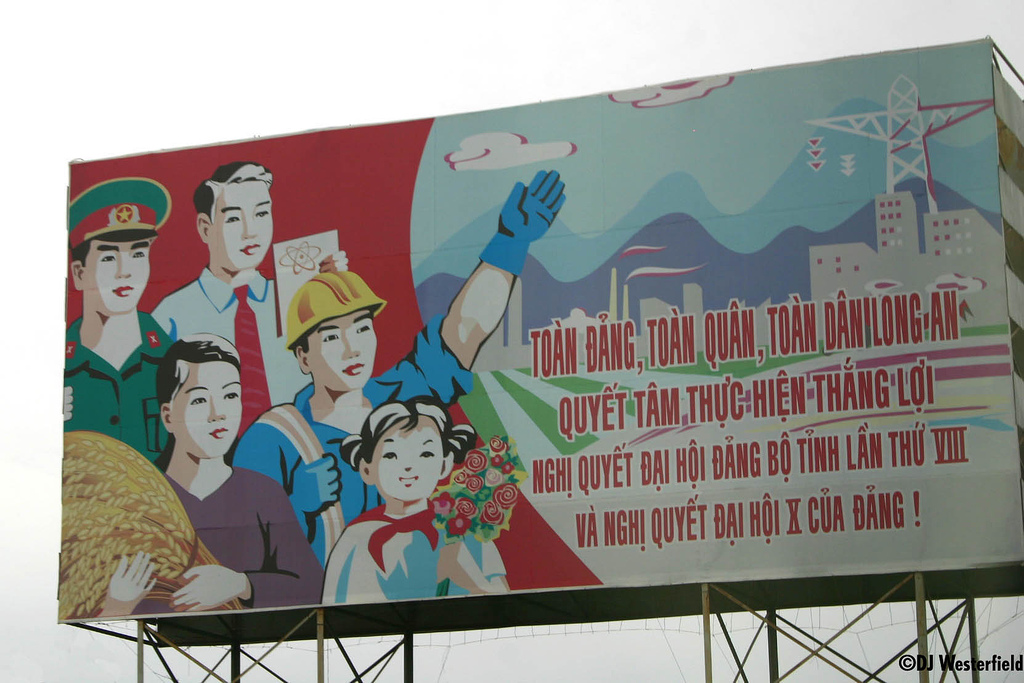 TOÀN ĐẢNG, TOÀN QUÂN, TOÀN DÂN LONG AN
QUYẾT TÂM THỰC HIỆN THẮNG LỢI
NGHỊ QUYẾT ĐẠI HỘI ĐẢNG BỘ TỈNH LẦN THỨ VIII
VÀ NGHỊ QUYẾT ĐẠI HỘI X CỦA ĐẢNG !
©DJ Westerfield